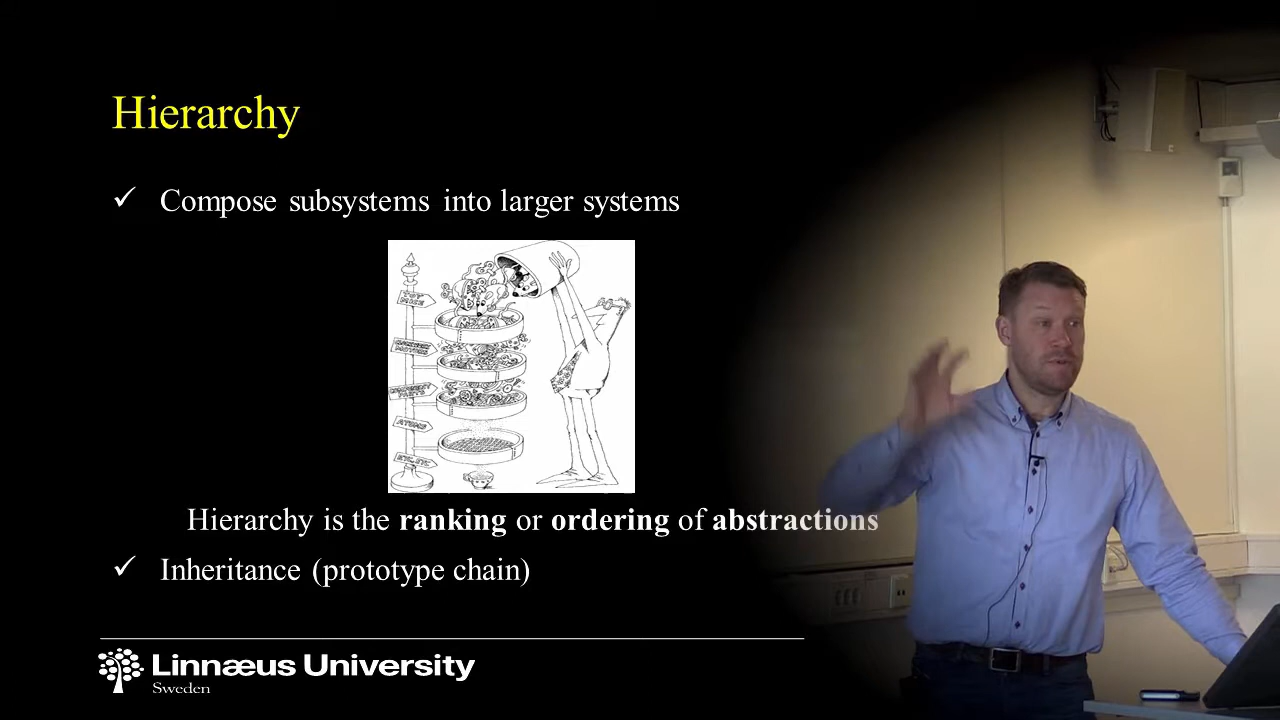 Hierarchy
✓ Compose subsystems into larger systems
ATOMS
Hierarchy is the ranking or ordering of abstractions
✓ Inheritance (prototype chain)
Linnæus University
Sweden